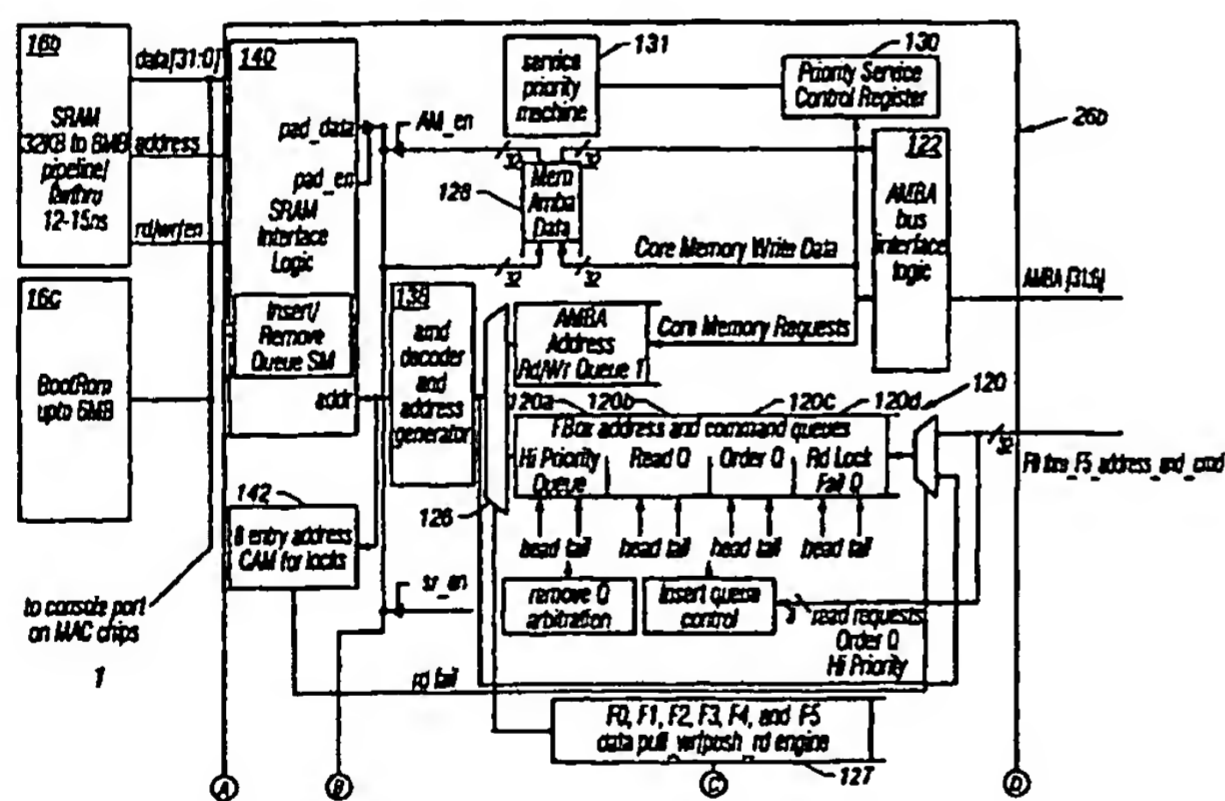 16b
data[31:0]
SRAM
32KB to 8MB
pipeline/
flwthru
12-15ns
address
rd/wr/en
16c
BootRom
upto 6MB
to console port
on MAC chips
1
140
pad_data
pad_en
SRAM
Interface
Logic
Insert/
Remove
Queue SM
addr
142
8 entry address
CAM for locks
AM_en
sr_en
rd fail
138
cmd
decoder
and
address
generator
service
priority
machine
131
130
Priority Service
Control Register
26b
32
32
128
Mem
Amba
Data
32
32
Core Memory Write Data
122
AMBA
bus
interface
logic
AMBA [31:6]
AMBA
Address
Rd/Wr Queue 1
Core Memory Requests
120a
120b
120c
120d
120
FBox address and command queues
Hi Priority
Queue
Read Q
Order Q
Rd Lock
Fail Q
126
head tail
head tail
head tail
head tail
32
F5_address_and_cmd
remove Q
arbitration
Insert queue
control
3
read requests
Order Q
Hi Priority
F0, F1, F2, F3, F4, and F5
data pull_wr/push_rd engine
127
A
B
C
D